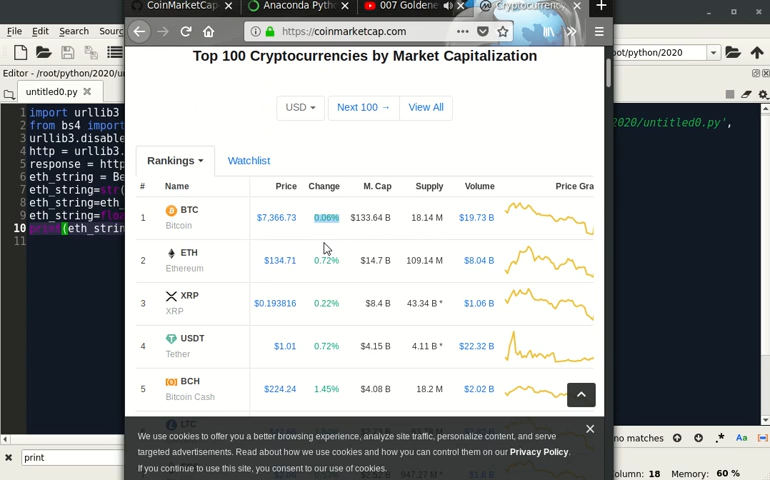 CoinMarketCap
Anaconda Pyth
007 Goldene
Cryptocurrency
File Edit Search Sourc
https://coinmarketcap.com
oot/python/2020
Editor - /root/python/2020/u
untitled0.py
1 import urllib3
2 from bs4 import
3 urllib3.disable
4 http = urllib3.
5 response = http
6 eth_string = Be
7 eth_string=str(
8 eth_string=eth_
9 eth_string=floa
10 print(eth_strin
11
2020/untitled0.py',
Top 100 Cryptocurrencies by Market Capitalization
USD
Next 100 →
View All
Rankings
Watchlist
# Name Price Change M. Cap Supply Volume Price Gra
1 BTC $7,366.73 0.06% $133.64 B 18.14 M $19.73 B
Bitcoin
2 ETH $134.71 0.72% $14.7 B 109.14 M $8.04 B
Ethereum
3 XRP $0.193816 0.22% $8.4 B 43.34 B * $1.06 B
XRP
4 USDT $1.01 0.72% $4.15 B 4.11 B * $22.32 B
Tether
5 BCH $224.24 1.45% $4.08 B 18.2 M $2.02 B
Bitcoin Cash
LTC
We use cookies to offer you a better browsing experience, analyze site traffic, personalize content, and serve
targeted advertisements. Read about how we use cookies and how you can control them on our Privacy Policy.
If you continue to use this site, you consent to our use of cookies.
no matches
.* Aa
print
olumn: 18 Memory: 60 %